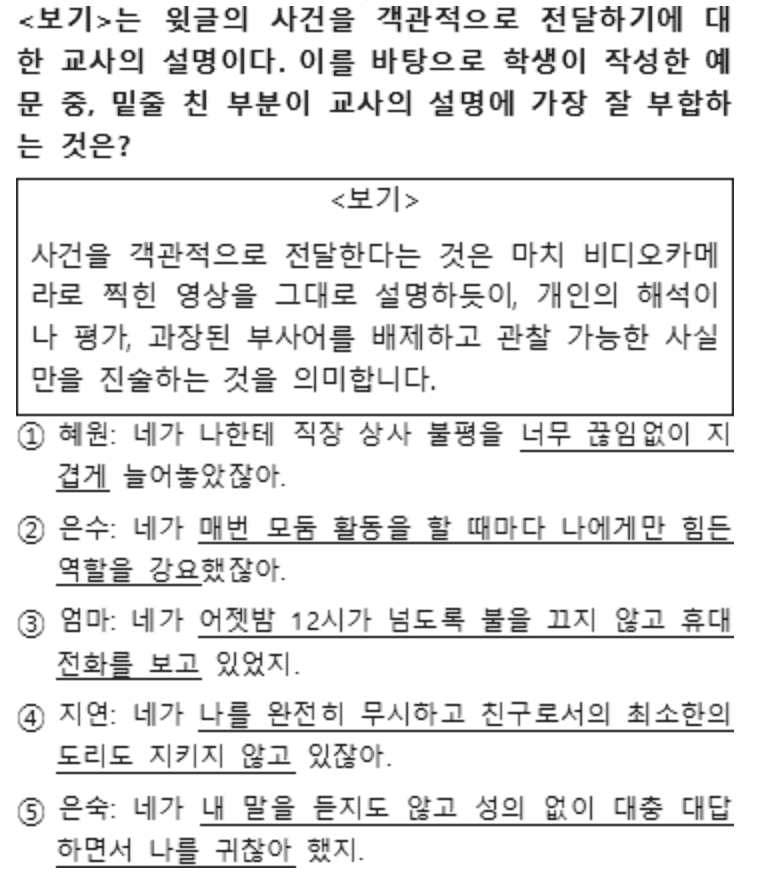 <보기>는 윗글의 사건을 객관적으로 전달하기에 대
한 교사의 설명이다. 이를 바탕으로 학생이 작성한 예
문 중, 밑줄 친 부분이 교사의 설명에 가장 잘 부합하
는 것은?
<보기>
사건을 객관적으로 전달한다는 것은 마치 비디오카메
라로 찍힌 영상을 그대로 설명하듯이, 개인의 해석이
나 평가, 과장된 부사어를 배제하고 관찰 가능한 사실
만을 진술하는 것을 의미합니다.
① 혜원: 네가 나한테 직장 상사 불평을 너무 끊임없이 지
겹게 늘어놓았잖아.
② 은수: 네가 매번 모둠 활동을 할 때마다 나에게만 힘든
역할을 강요했잖아.
③ 엄마: 네가 어젯밤 12시가 넘도록 불을 끄지 않고 휴대
전화를 보고 있었지.
④ 지연: 네가 나를 완전히 무시하고 친구로서의 최소한의
도리도 지키지 않고 있잖아.
⑤ 은숙: 네가 내 말을 듣지도 않고 성의 없이 대충 대답
하면서 나를 귀찮아 했지.